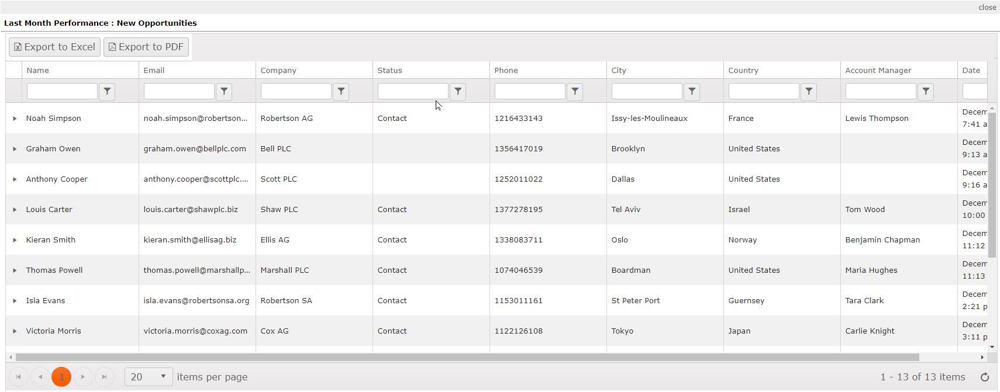 close
Last Month Performance : New Opportunities
Export to Excel Export to PDF
Name Email Company Status Phone City Country Account Manager Date
Noah Simpson noah.simpson@robertson... Robertson AG Contact 1216433143 Issy-les-Moulineaux France Lewis Thompson Decem
7:41 a
Graham Owen graham.owen@bellplc.com Bell PLC 1356417019 Brooklyn United States Decem
9:13 a
Anthony Cooper anthony.cooper@scottplc.... Scott PLC 1252011022 Dallas United States Decem
9:16 a
Louis Carter louis.carter@shawplc.biz Shaw PLC Contact 1377278195 Tel Aviv Israel Tom Wood Decem
10:00
Kieran Smith kieran.smith@ellisag.biz Ellis AG Contact 1338083711 Oslo Norway Benjamin Chapman Decem
11:12
Thomas Powell thomas.powell@marshallp... Marshall PLC Contact 1074046539 Boardman United States Maria Hughes Decem
11:13
Isla Evans isla.evans@robertsonsa.org Robertson SA Contact 1153011161 St Peter Port Guernsey Tara Clark Decem
2:21 p
Victoria Morris victoria.morris@coxag.com Cox AG Contact 1122126108 Tokyo Japan Carlie Knight Decem
3:11 p
1 20 items per page 1 - 13 of 13 items